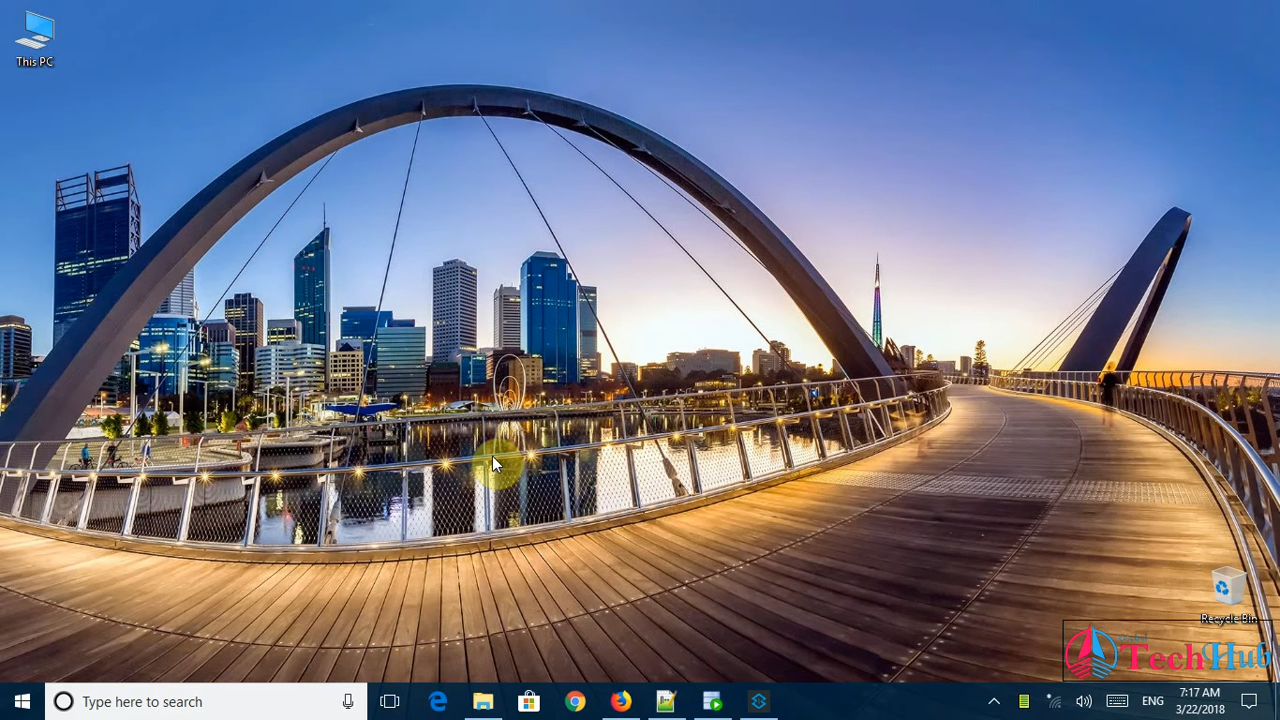 This PC
Recycle Bin
TechHub
Type here to search
ENG
7:17 AM
3/22/2018